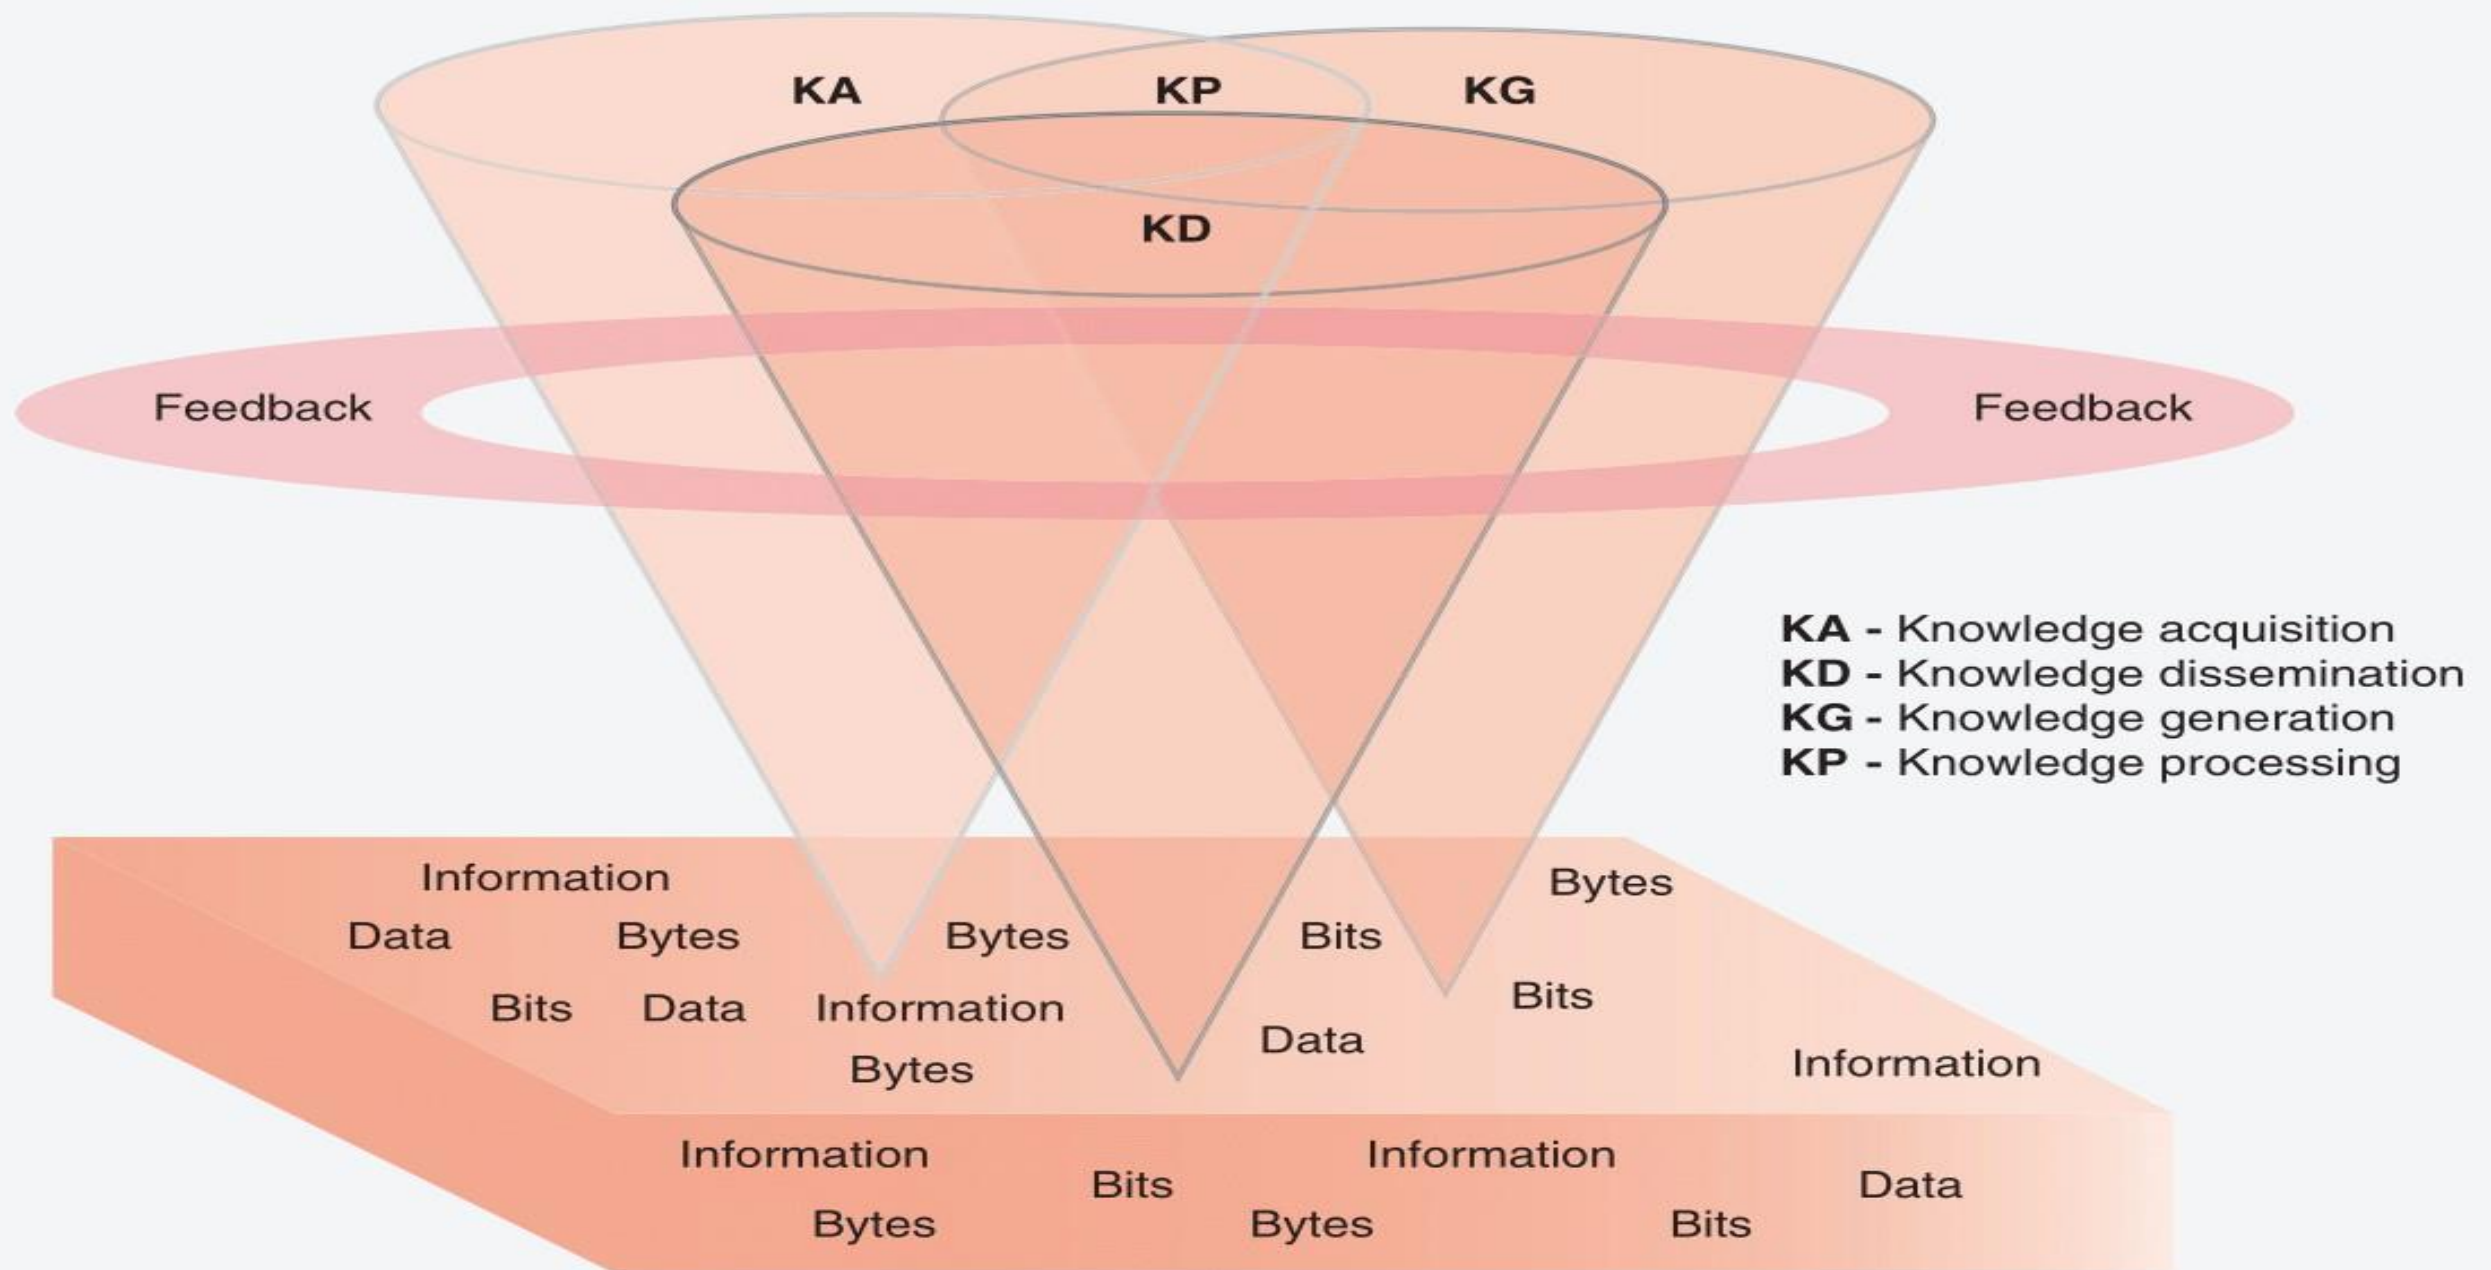 KA KP KG
KD
Feedback Feedback
KA - Knowledge acquisition
KD - Knowledge dissemination
KG - Knowledge generation
KP - Knowledge processing
Information Bytes
Data Bytes Bytes Bits
Bits Data Information Bits
Data
Bytes Information
Information Information
Bits Data
Bytes Bytes Bits